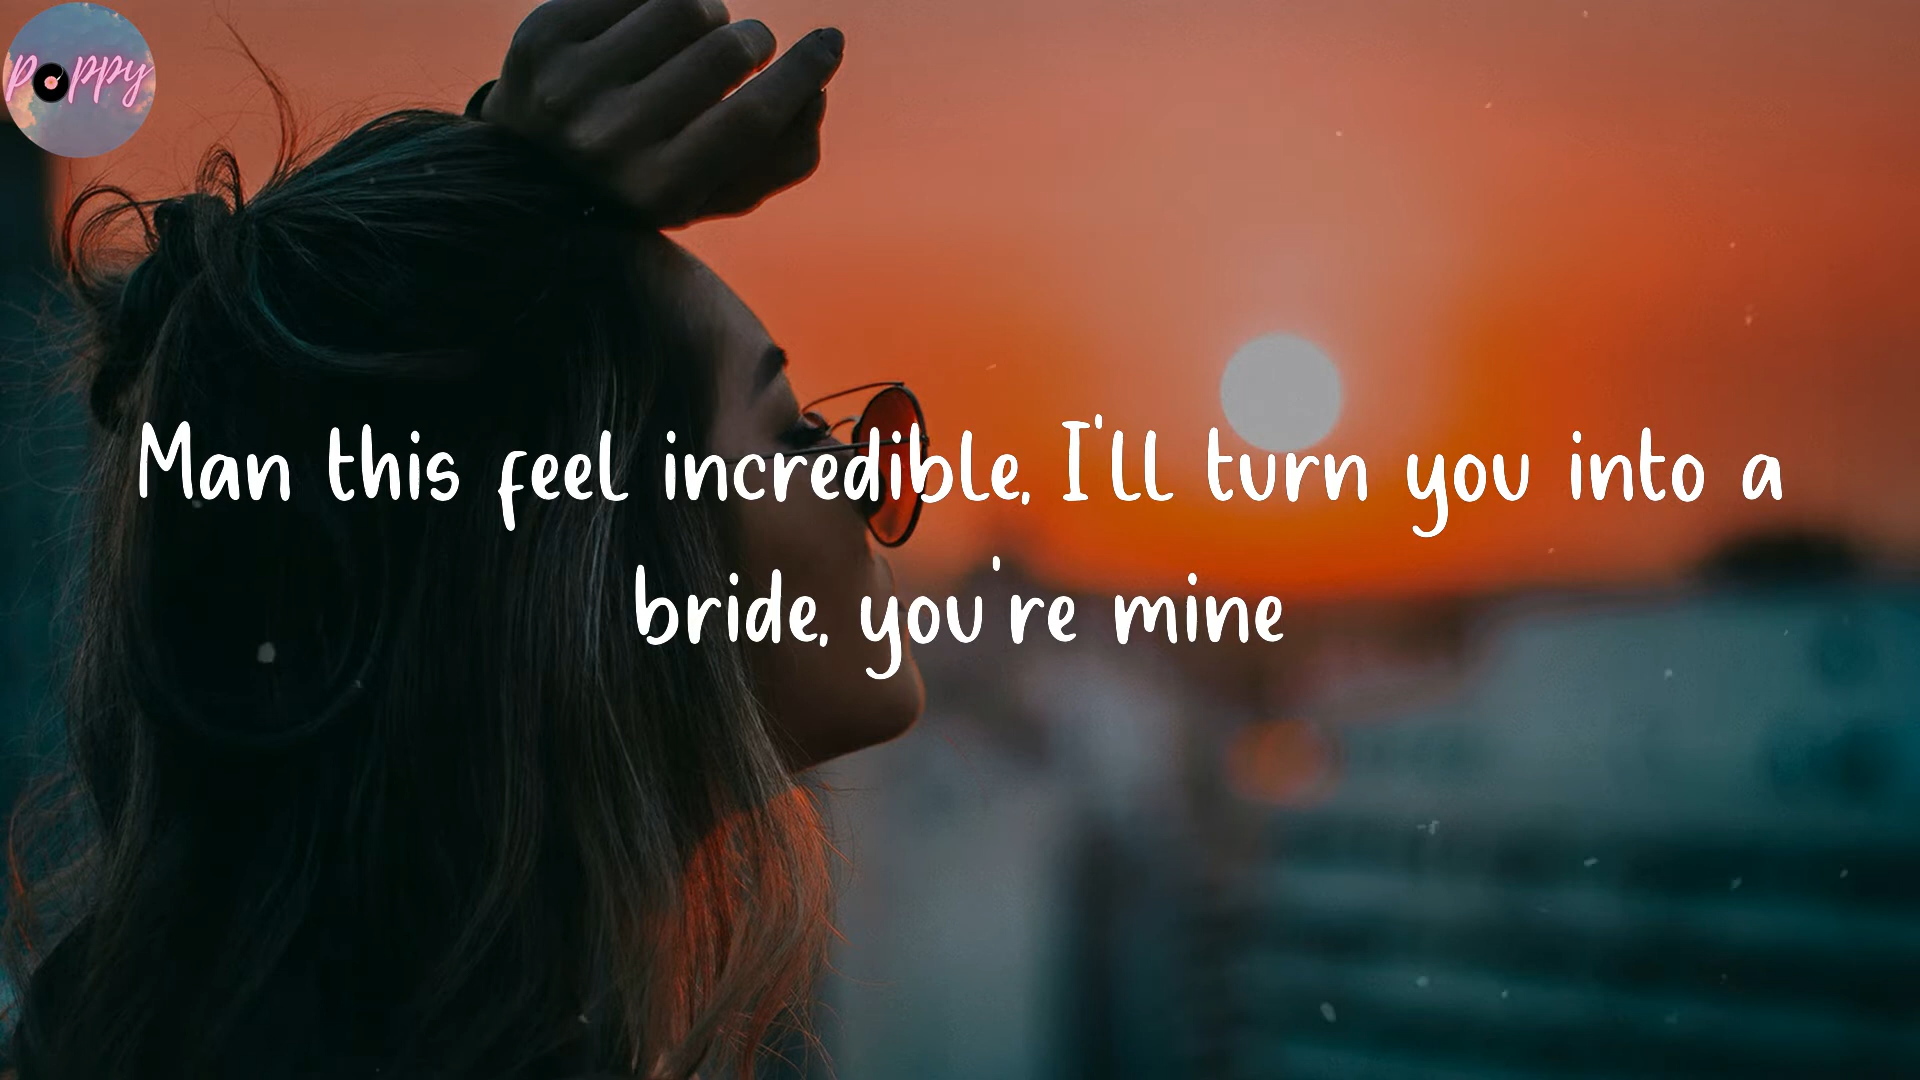 POPPY
Man this feel incredible, I'll turn you into a
bride, you're mine